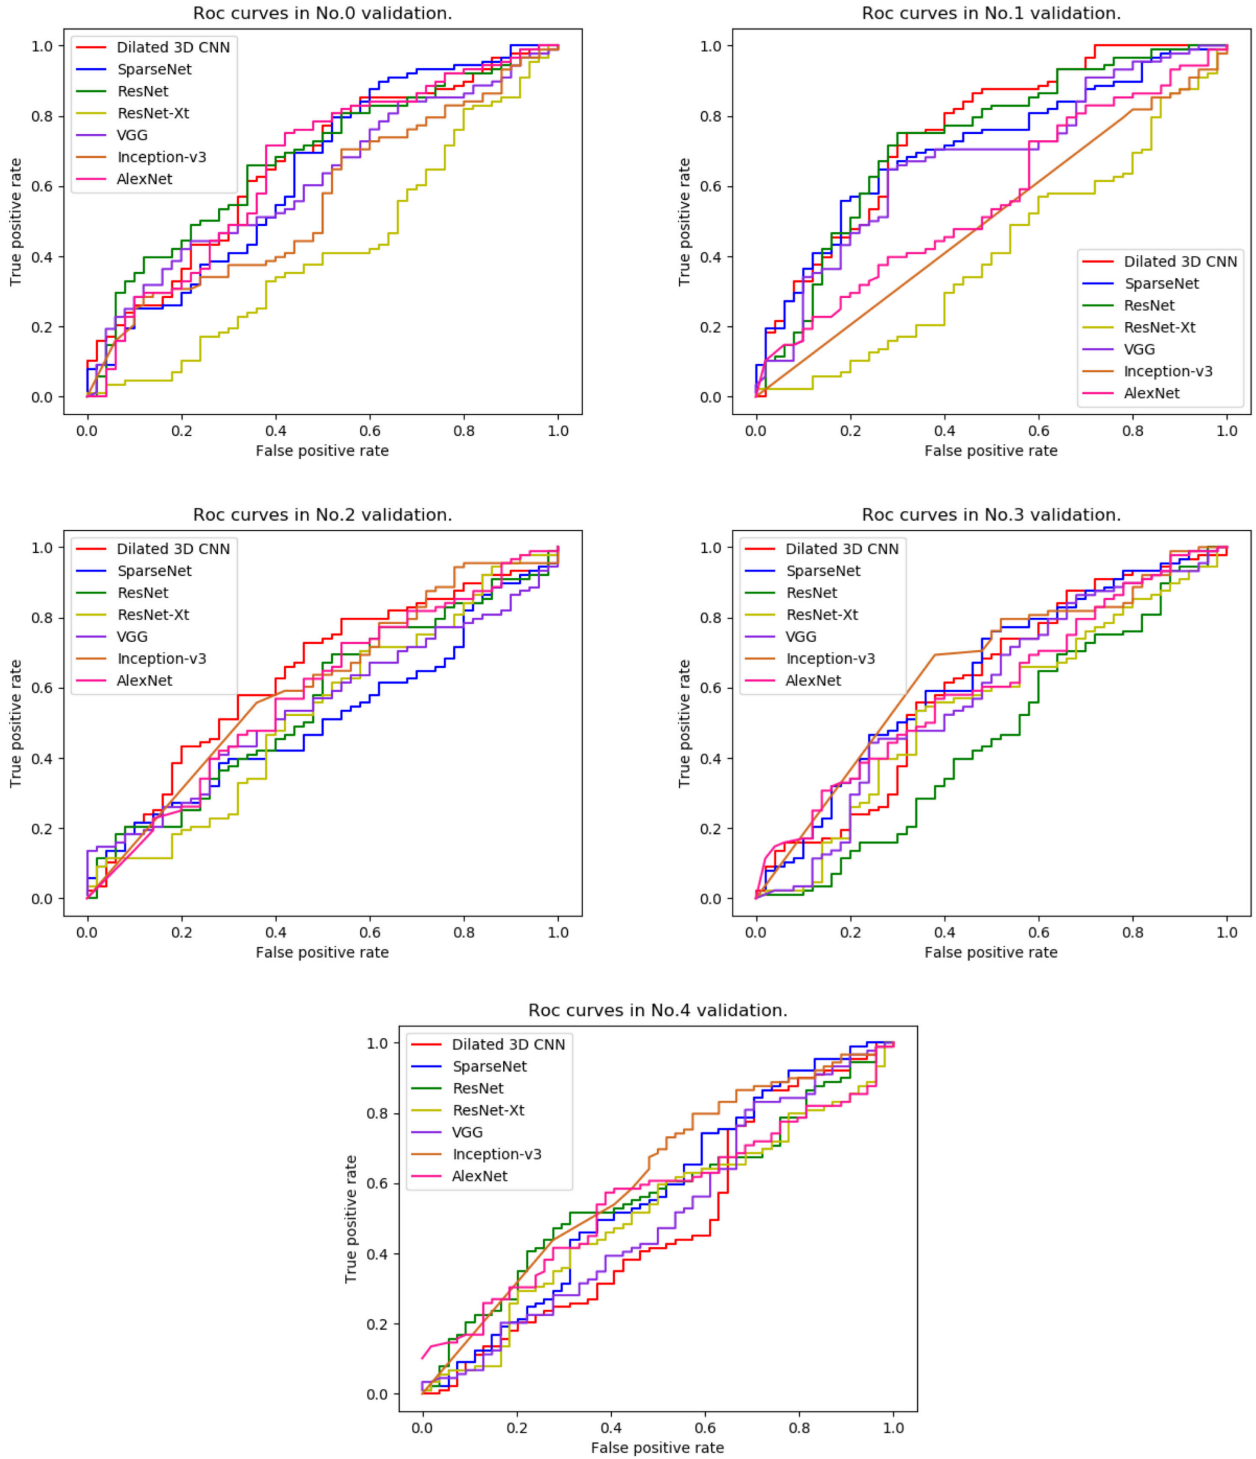 Roc curves in No.0 validation.
True positive rate
1.0
0.8
0.6
0.4
0.2
0.0
Dilated 3D CNN
SparseNet
ResNet
ResNet-Xt
VGG
Inception-v3
AlexNet
0.0 0.2 0.4 0.6 0.8 1.0
False positive rate
Roc curves in No.1 validation.
True positive rate
1.0
0.8
0.6
0.4
0.2
0.0
Dilated 3D CNN
SparseNet
ResNet
ResNet-Xt
VGG
Inception-v3
AlexNet
0.0 0.2 0.4 0.6 0.8 1.0
False positive rate
Roc curves in No.2 validation.
True positive rate
1.0
0.8
0.6
0.4
0.2
0.0
Dilated 3D CNN
SparseNet
ResNet
ResNet-Xt
VGG
Inception-v3
AlexNet
0.0 0.2 0.4 0.6 0.8 1.0
False positive rate
Roc curves in No.3 validation.
True positive rate
1.0
0.8
0.6
0.4
0.2
0.0
Dilated 3D CNN
SparseNet
ResNet
ResNet-Xt
VGG
Inception-v3
AlexNet
0.0 0.2 0.4 0.6 0.8 1.0
False positive rate
Roc curves in No.4 validation.
True positive rate
1.0
0.8
0.6
0.4
0.2
0.0
Dilated 3D CNN
SparseNet
ResNet
ResNet-Xt
VGG
Inception-v3
AlexNet
0.0 0.2 0.4 0.6 0.8 1.0
False positive rate